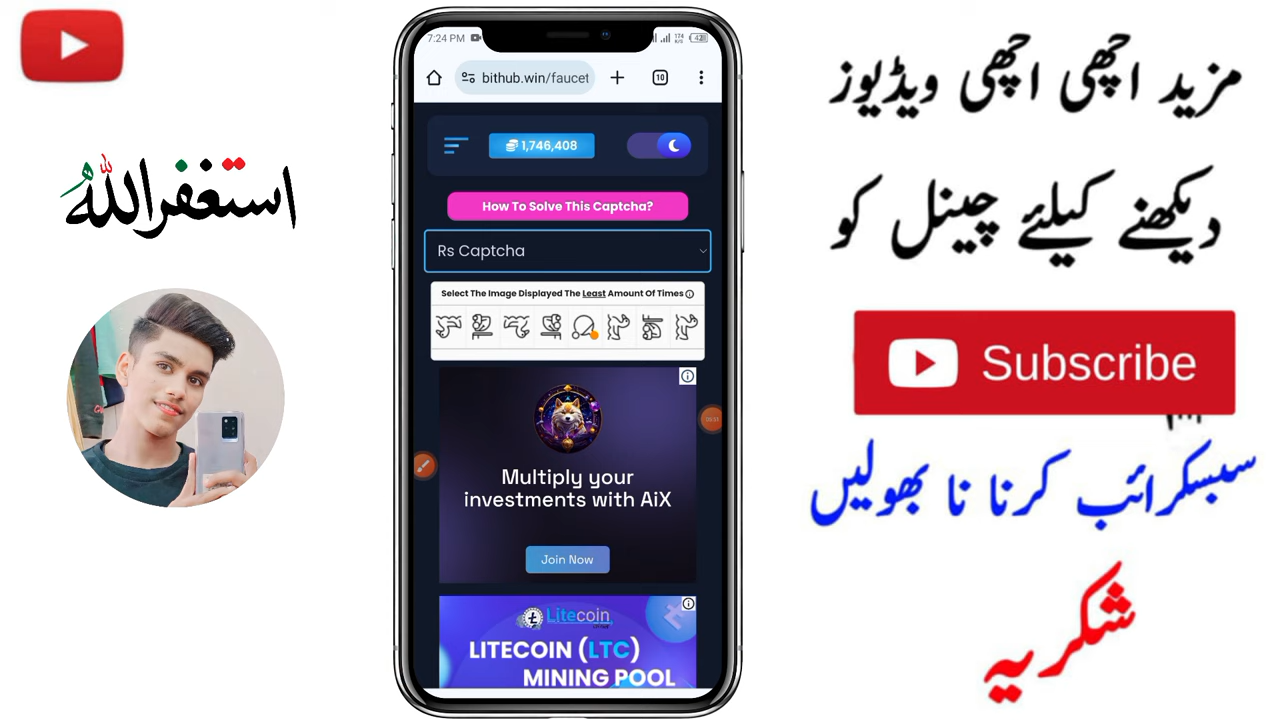 استغفراللہ
7:24 PM
174
K/S
42
bithub.win/faucet
10
1,746,408
How To Solve This Captcha?
Rs Captcha
Select The Image Displayed The Least Amount Of Times
Multiply your
investments with AiX
Join Now
Litecoin
LITECOIN (LTC)
MINING POOL
مزید اچھی اچھی ویڈیوز
دیکھنے کیلئے چینل کو
Subscribe
سبسکرائب کرنا نا بھولیں
شکریہ